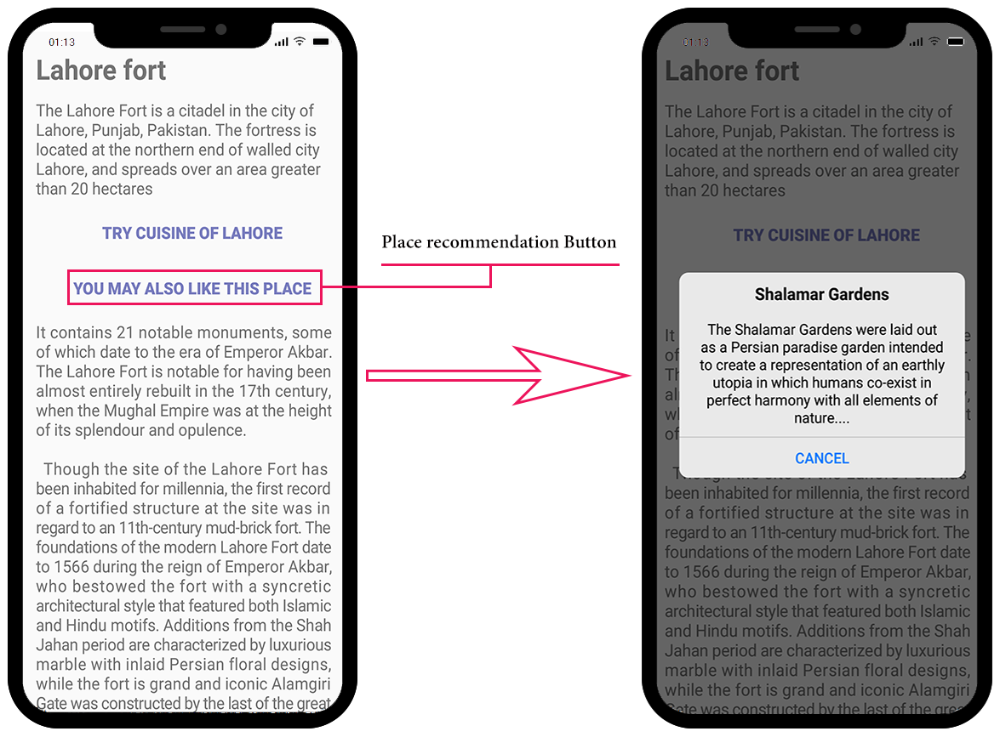 01:13
Lahore fort
The Lahore Fort is a citadel in the city of
Lahore, Punjab, Pakistan. The fortress is
located at the northern end of walled city
Lahore, and spreads over an area greater
than 20 hectares
TRY CUISINE OF LAHORE
YOU MAY ALSO LIKE THIS PLACE
It contains 21 notable monuments, some
of which date to the era of Emperor Akbar.
The Lahore Fort is notable for having been
almost entirely rebuilt in the 17th century,
when the Mughal Empire was at the height
of its splendour and opulence.
Though the site of the Lahore Fort has
been inhabited for millennia, the first record
of a fortified structure at the site was in
regard to an 11th-century mud-brick fort. The
foundations of the modern Lahore Fort date
to 1566 during the reign of Emperor Akbar,
who bestowed the fort with a syncretic
architectural style that featured both Islamic
and Hindu motifs. Additions from the Shah
Jahan period are characterized by luxurious
marble with inlaid Persian floral designs,
while the fort is grand and iconic Alamgiri
Gate was constructed by the last of the great
Place recommendation Button
01:13
Lahore fort
The Lahore Fort is a citadel in the city of
Lahore, Punjab, Pakistan. The fortress is
located at the northern end of walled city
Lahore, and spreads over an area greater
than 20 hectares
TRY CUISINE OF LAHORE
Shalamar Gardens
The Shalamar Gardens were laid out
as a Persian paradise garden intended
to create a representation of an earthly
utopia in which humans co-exist in
perfect harmony with all elements of
nature....
CANCEL
been inhabited for millennia, the first record
of a fortified structure at the site was in
regard to an 11th-century mud-brick fort. The
foundations of the modern Lahore Fort date
to 1566 during the reign of Emperor Akbar,
who bestowed the fort with a syncretic
architectural style that featured both Islamic
and Hindu motifs. Additions from the Shah
Jahan period are characterized by luxurious
marble with inlaid Persian floral designs,
while the fort is grand and iconic Alamgiri
Gate was constructed by the last of the great